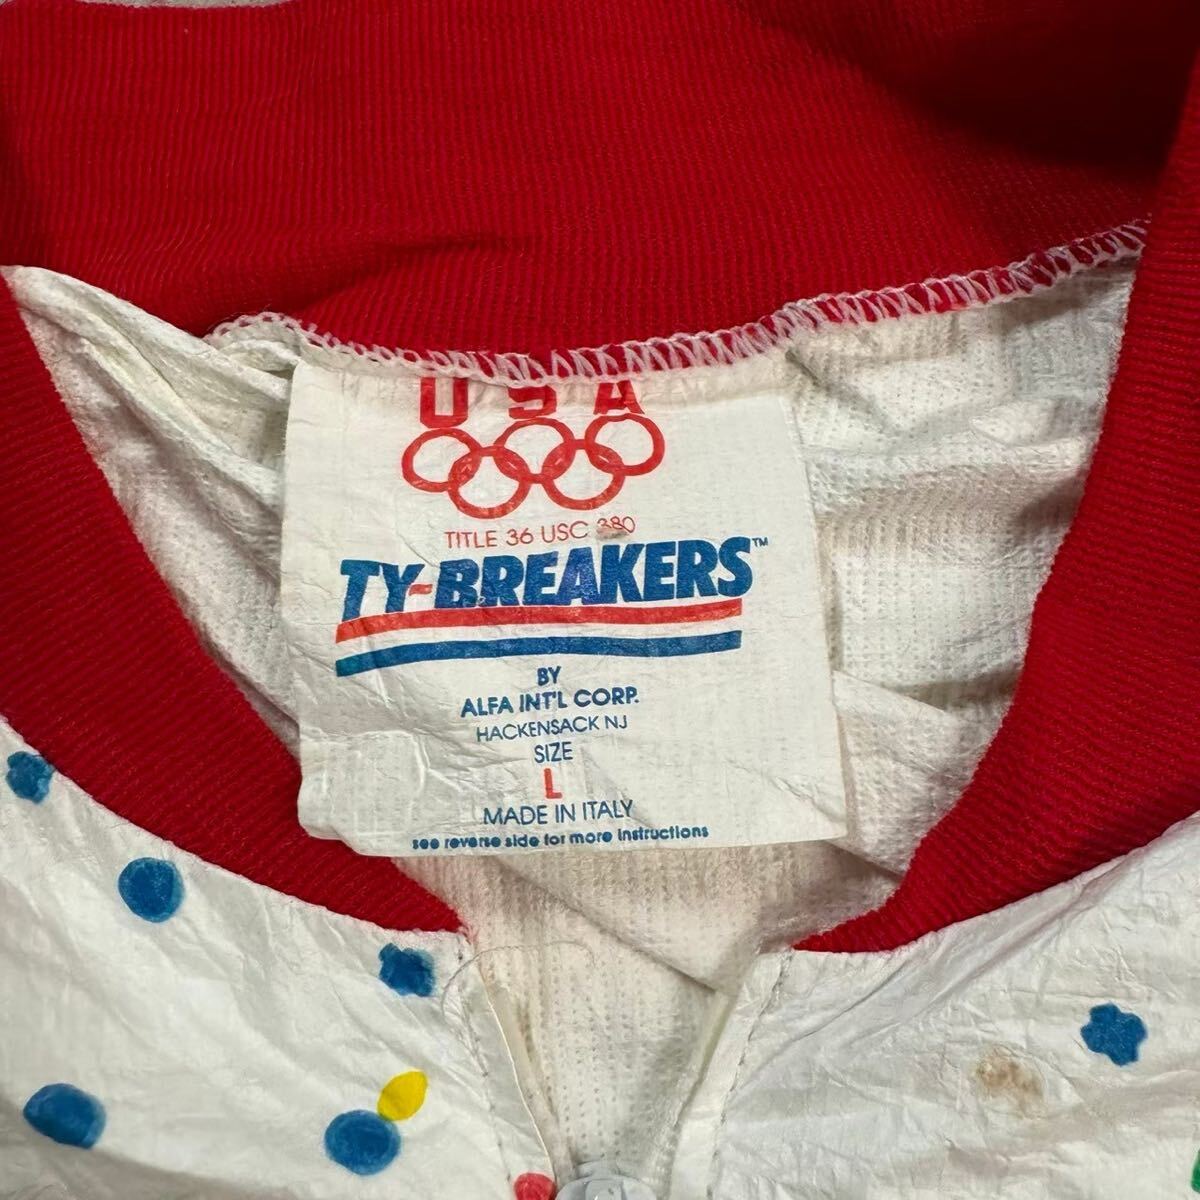 USA
TITLE 36 USC 380
TY-BREAKERS™
BY
ALFA INT'L CORP.
HACKENSACK NJ
SIZE
L
MADE IN ITALY
see reverse side for more instructions